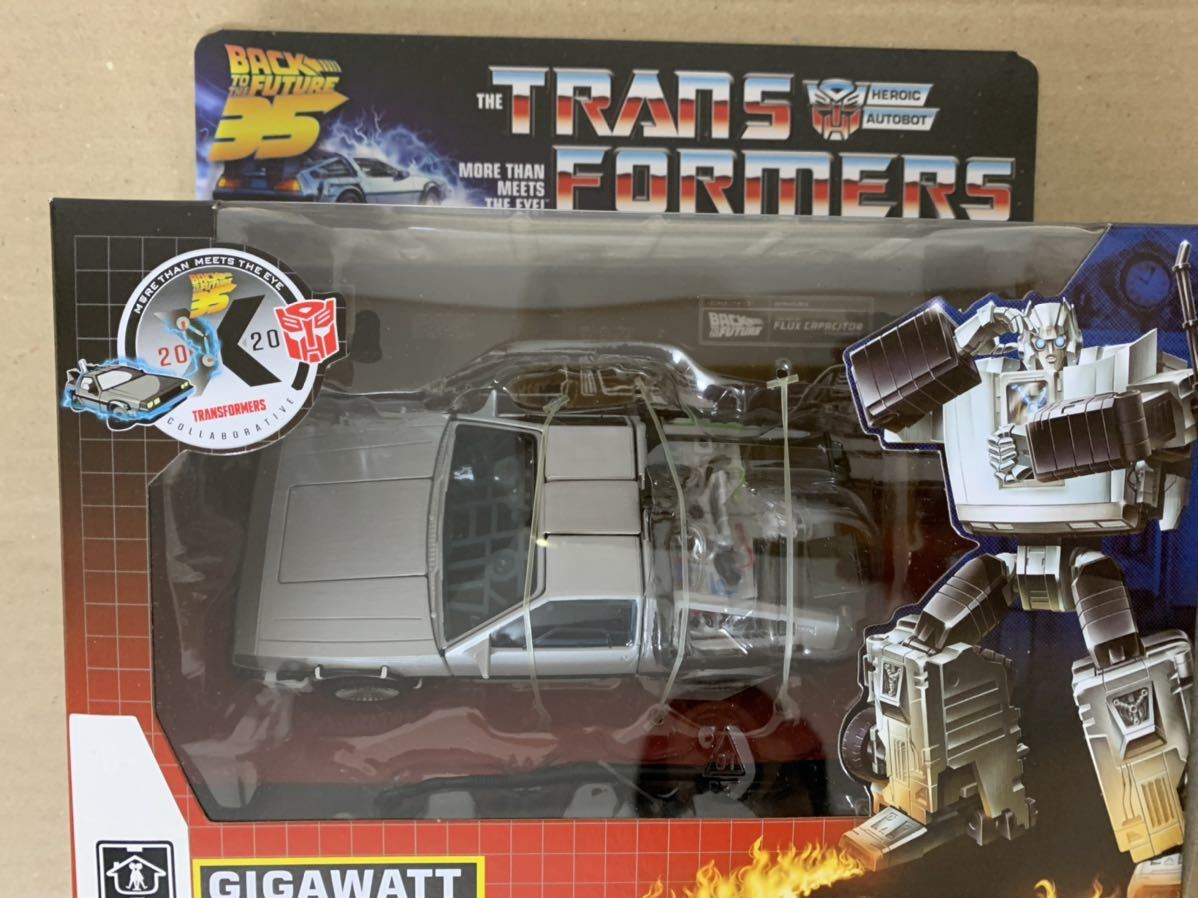 BACK
TO THE FUTURE
35
THE TRANS
FORMERS
HEROIC
AUTOBOT
MORE THAN
MEETS
THE EYE!
MORE THAN MEETS THE EYE
BACK
TO THE FUTURE
35
20 20
TRANSFORMERS
COLLABORATIVE
BACK
TO THE FUTURE
FLUX CAPACITOR
GIGAWATT